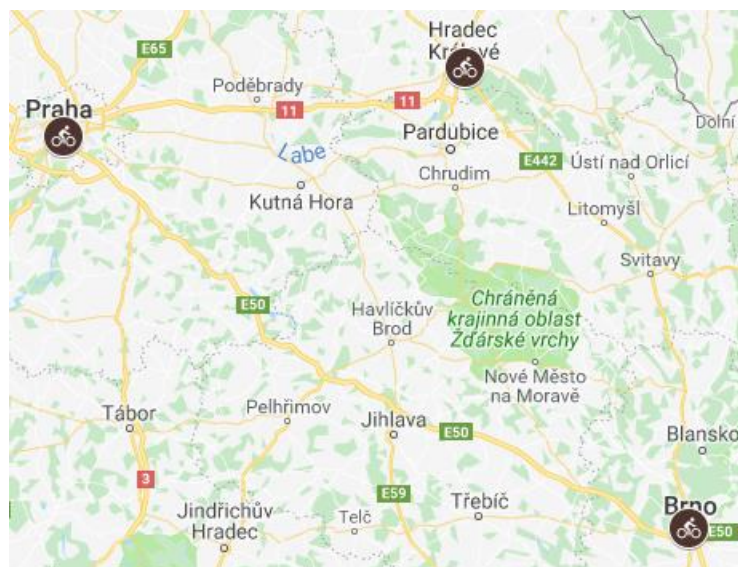 Hradec
Králové
E65
Poděbrady
11
11
Praha
Dolní
Pardubice
Labe
E442
Ústí nad Orlicí
Chrudim
Kutná Hora
Litomyšl
Svitavy
E50
Chráněná
krajinná oblast
Žďárské vrchy
Havlíčkův
Brod
Nové Město
na Moravě
Pelhřimov
Tábor
Jihlava
E50
Blansko
3
E59
Třebíč
Brno
Jindřichův
Hradec
Telč
E50